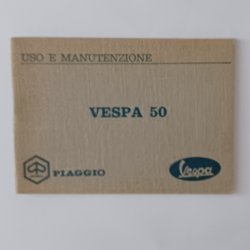 USO E MANUTENZIONE
VESPA 50
PIAGGIO
Vespa